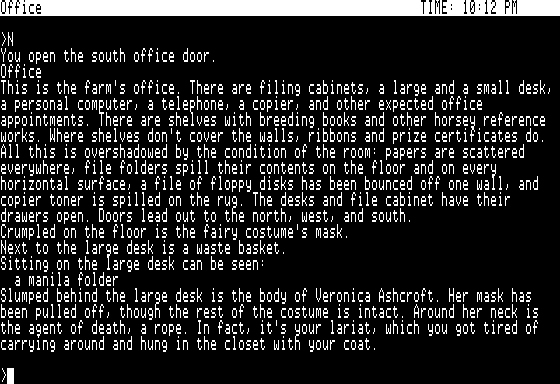 Office TIME: 10:12 PM
>N
You open the south office door.
Office
This is the farm's office. There are filing cabinets, a large and a small desk,
a personal computer, a telephone, a copier, and other expected office
appointments. There are shelves with breeding books and other horsey reference
works. Where shelves don't cover the walls, ribbons and prize certificates do.
All this is overshadowed by the condition of the room: papers are scattered
everywhere, file folders spill their contents on the floor and on every
horizontal surface, a file of floppy disks has been bounced off one wall, and
copier toner is spilled on the rug. The desks and file cabinet have their
drawers open. Doors lead out to the north, west, and south.
Crumpled on the floor is the fairy costume's mask.
Next to the large desk is a waste basket.
Sitting on the large desk can be seen:
a manila folder
Slumped behind the large desk is the body of Veronica Ashcroft. Her mask has
been pulled off, though the rest of the costume is intact. Around her neck is
the agent of death, a rope. In fact, it's your lariat, which you got tired of
carrying around and hung in the closet with your coat.
>